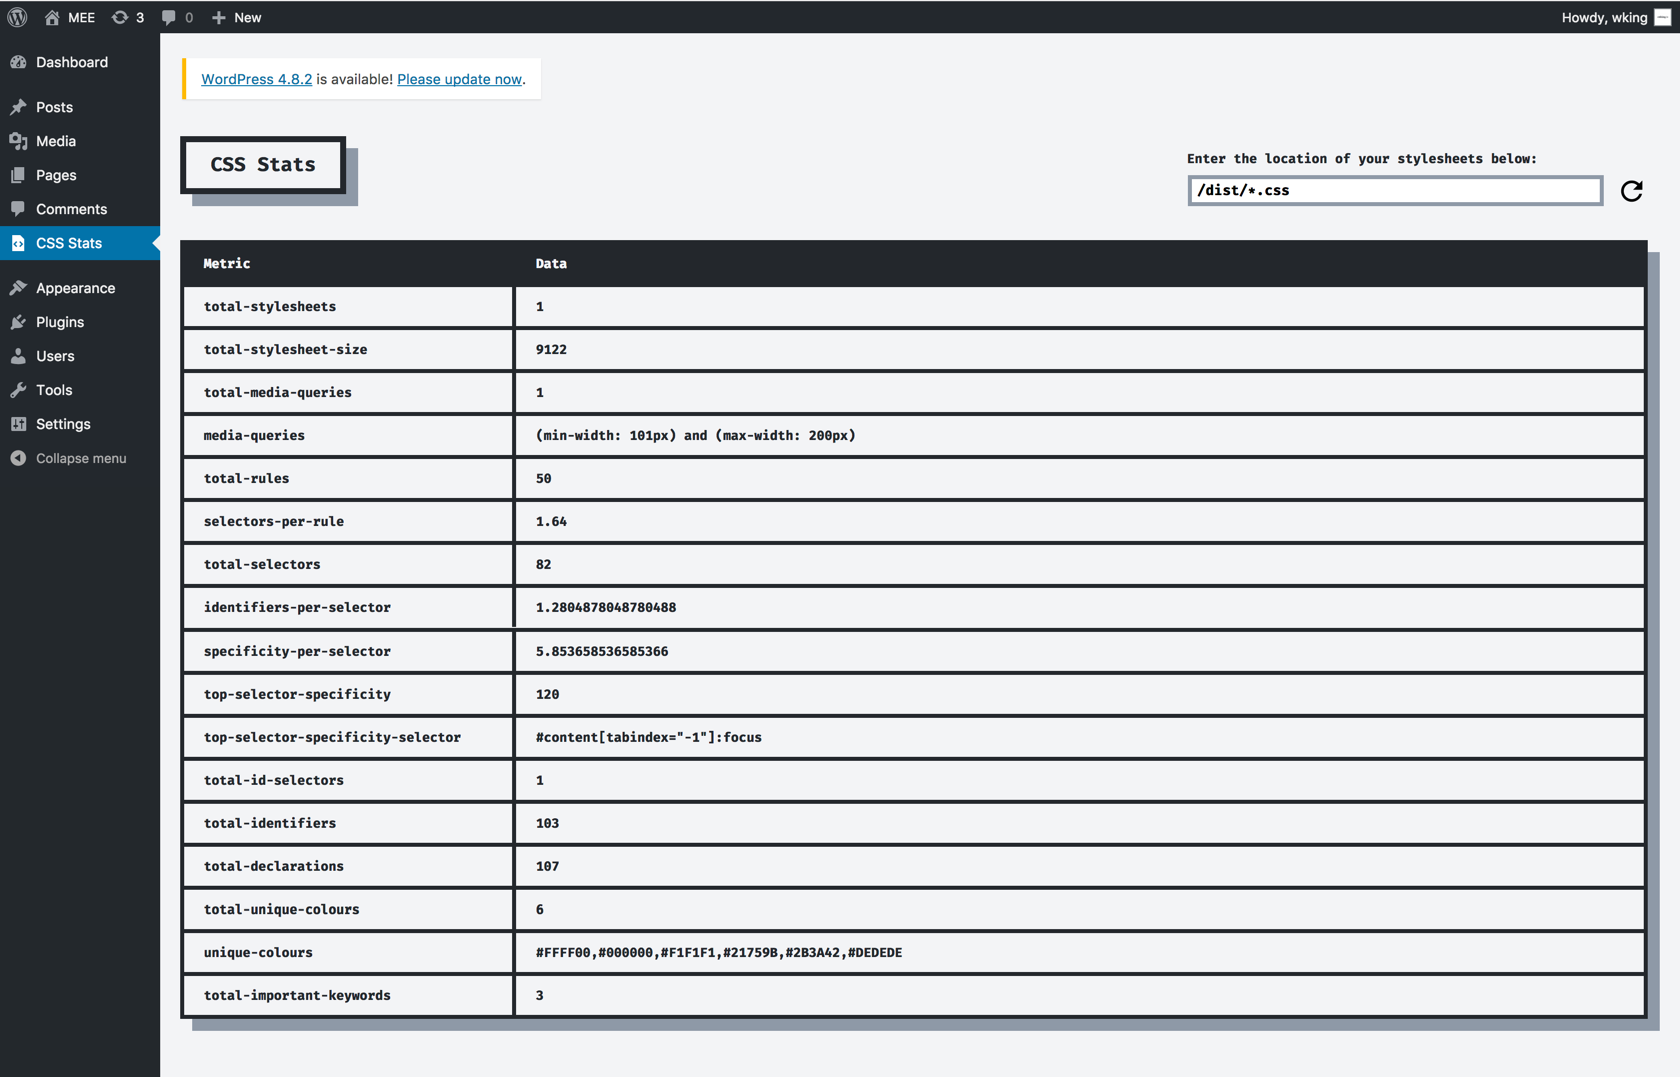 MEE 3 0 New Howdy, wking
Dashboard
Posts
Media
Pages
Comments
CSS Stats
Appearance
Plugins
Users
Tools
Settings
Collapse menu
WordPress 4.8.2 is available! Please update now.
CSS Stats
Enter the location of your stylesheets below:
/dist/*.css
Metric Data
total-stylesheets 1
total-stylesheet-size 9122
total-media-queries 1
media-queries (min-width: 101px) and (max-width: 200px)
total-rules 50
selectors-per-rule 1.64
total-selectors 82
identifiers-per-selector 1.2804878048780488
specificity-per-selector 5.853658536585366
top-selector-specificity 120
top-selector-specificity-selector #content[tabindex="-1"]:focus
total-id-selectors 1
total-identifiers 103
total-declarations 107
total-unique-colours 6
unique-colours #FFFF00,#000000,#F1F1F1,#21759B,#2B3A42,#DEDEDE
total-important-keywords 3